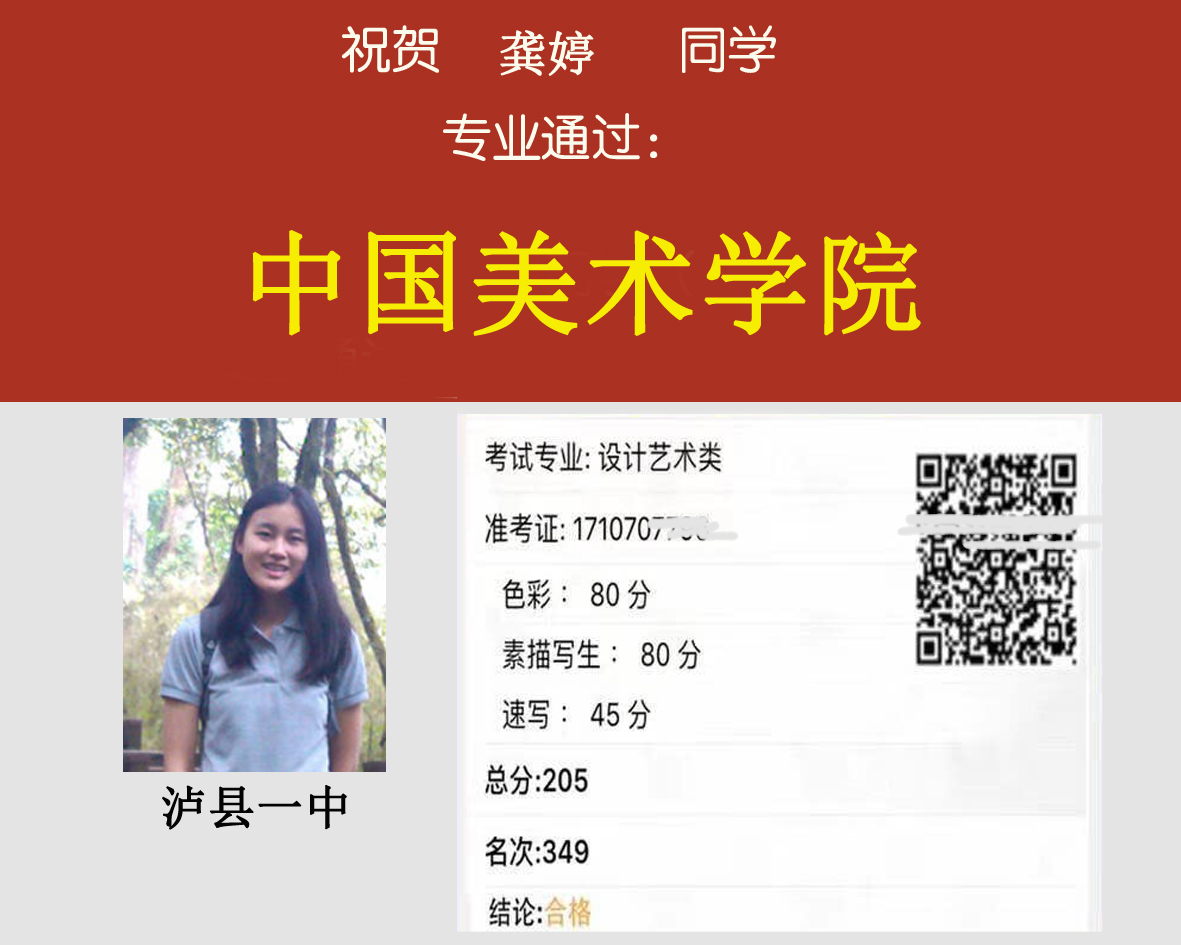 祝贺 龚婷 同学
专业通过：
中国美术学院
泸县一中
考试专业: 设计艺术类
准考证: 1710707
色彩： 80 分
素描写生： 80 分
速写： 45 分
总分:205
名次:349
结论:合格